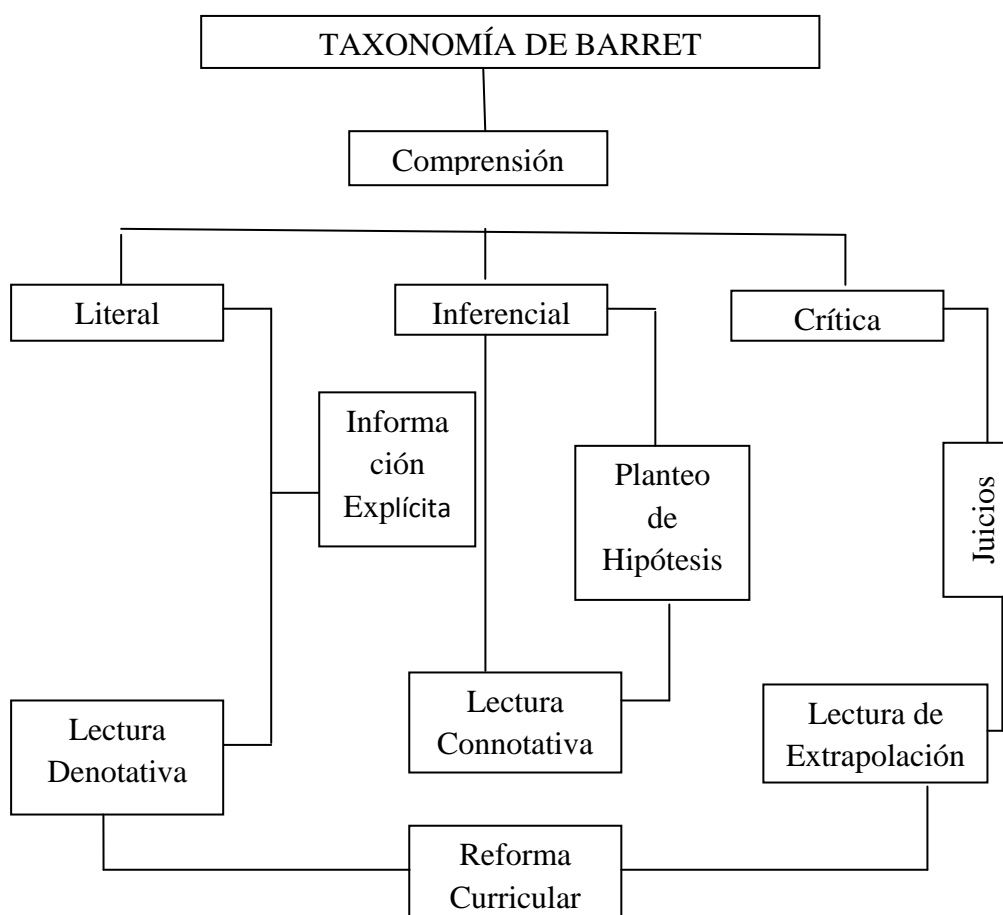 TAXONOMÍA DE BARRET
Comprensión
Literal
Inferencial
Crítica
Informa
ción
Explícita
Planteo
de
Hipótesis
Juicios
Lectura
Denotativa
Lectura
Connotativa
Lectura de
Extrapolación
Reforma
Curricular